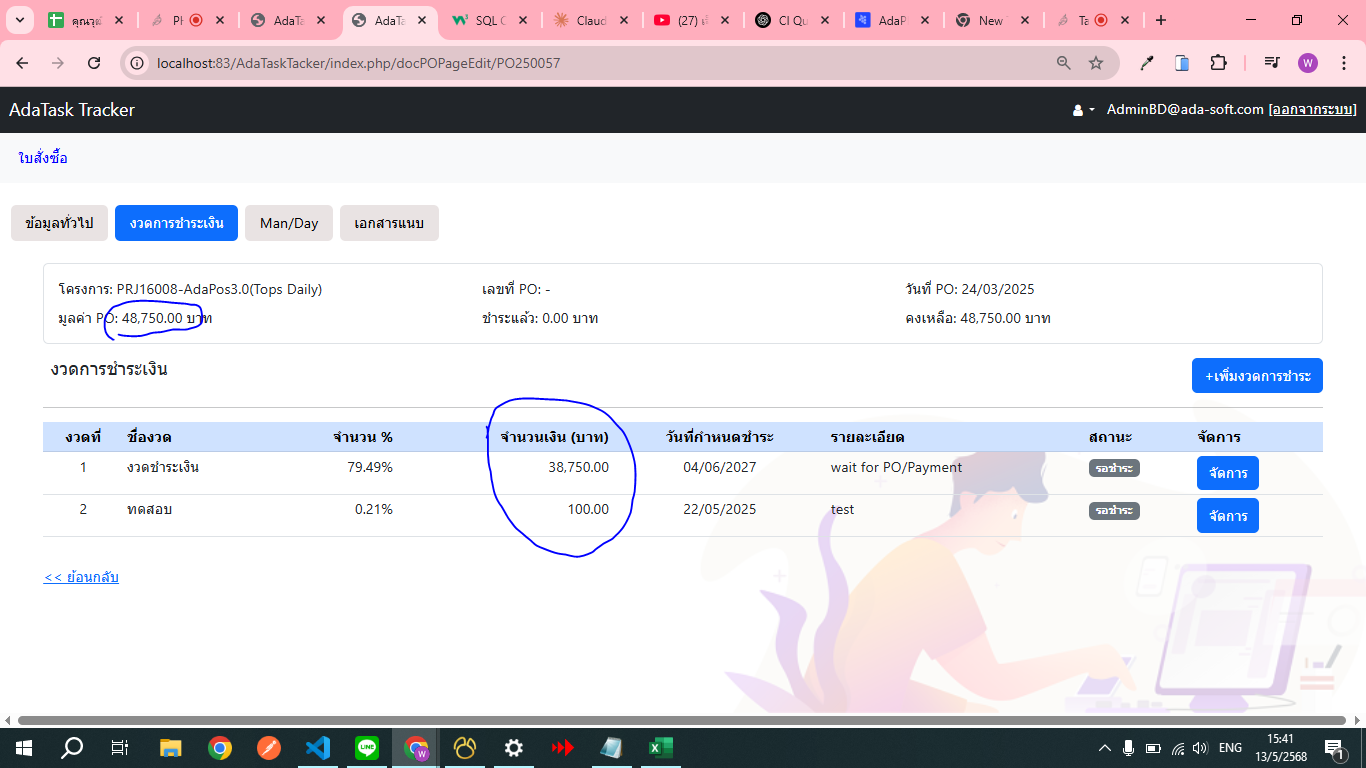 คุณวุฒ
Pl
AdaTa
AdaTa
SQL C
Claud
(27) เ
CI Qu
AdaP
New
Ta
localhost:83/AdaTaskTacker/index.php/docPOPageEdit/PO250057
W
AdaTask Tracker
AdminBD@ada-soft.com [ออกจากระบบ]
ใบสั่งซื้อ
ข้อมูลทั่วไป งวดการชำระเงิน Man/Day เอกสารแนบ
โครงการ: PRJ16008-AdaPos3.0(Tops Daily) เลขที่ PO: - วันที่ PO: 24/03/2025
มูลค่า PO: 48,750.00 บาท ชำระแล้ว: 0.00 บาท คงเหลือ: 48,750.00 บาท
งวดการชำระเงิน +เพิ่มงวดการชำระ
งวดที่ ชื่องวด จำนวน % จำนวนเงิน (บาท) วันที่กำหนดชำระ รายละเอียด สถานะ จัดการ
1 งวดชำระเงิน 79.49% 38,750.00 04/06/2027 wait for PO/Payment รอชำระ จัดการ
2 ทดสอบ 0.21% 100.00 22/05/2025 test รอชำระ จัดการ
<< ย้อนกลับ
ENG
15:41
13/5/2568
1